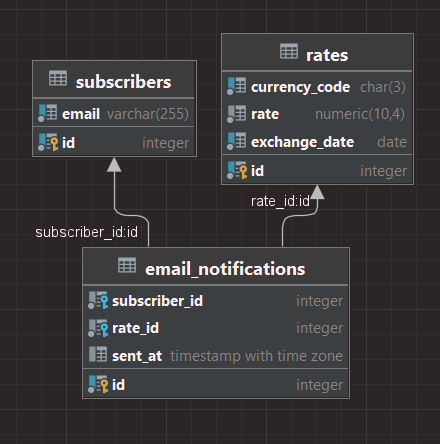 subscribers
email varchar(255)
id integer
rates
currency_code char(3)
rate numeric(10,4)
exchange_date date
id integer
subscriber_id:id
rate_id:id
email_notifications
subscriber_id integer
rate_id integer
sent_at timestamp with time zone
id integer